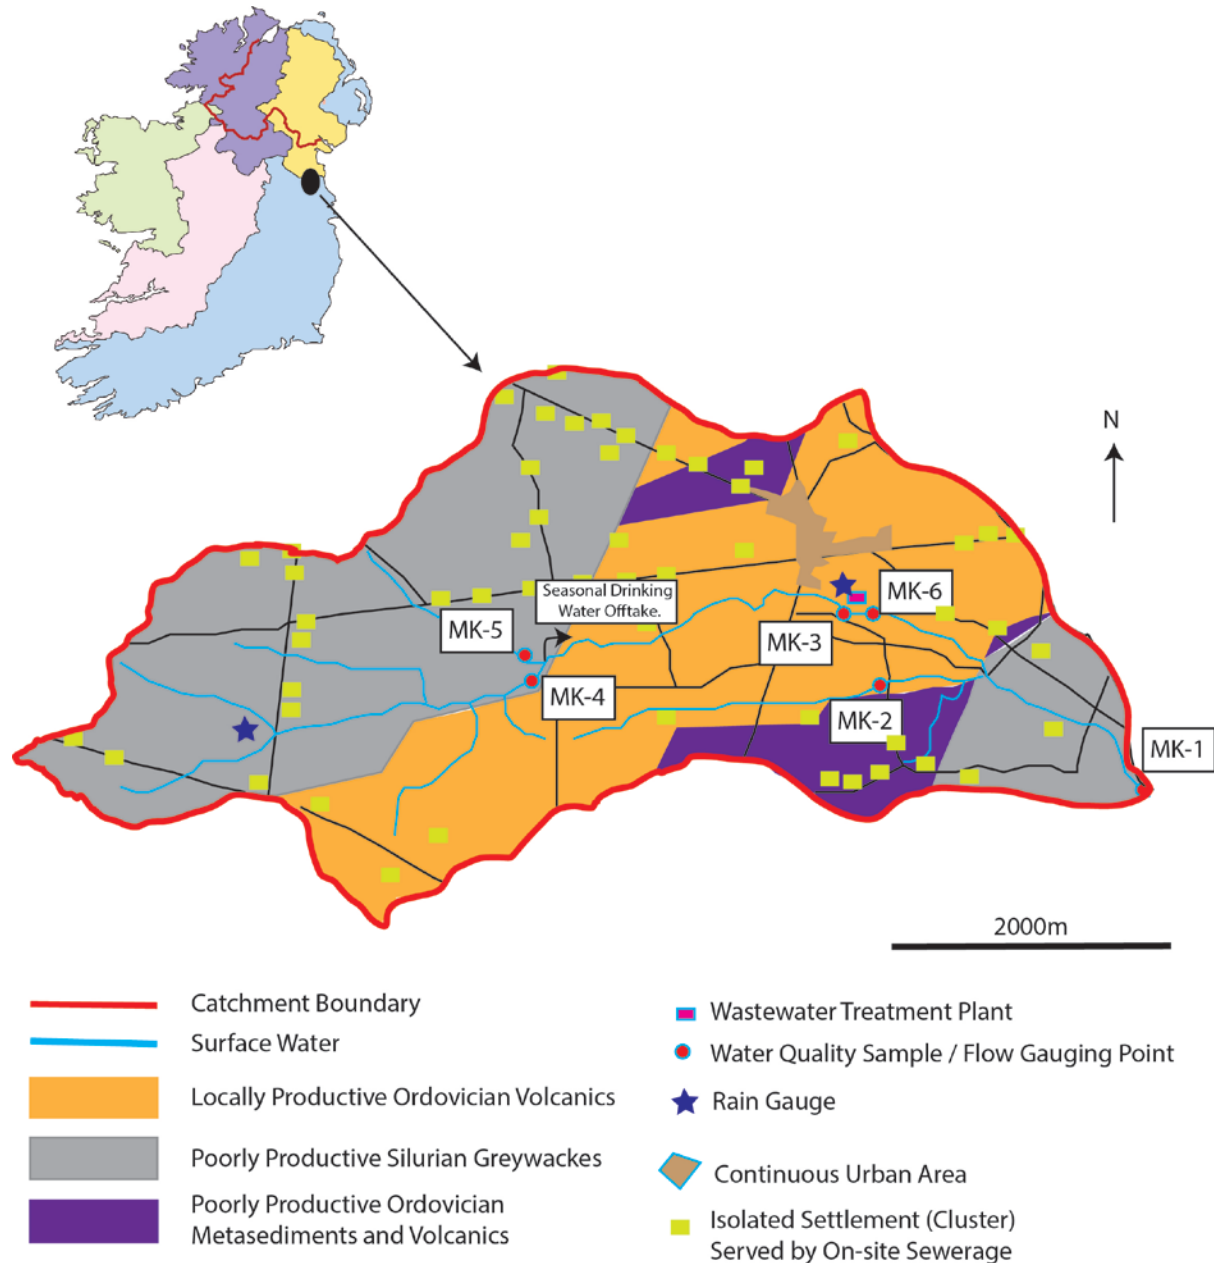 N
Seasonal Drinking
Water Offtake.
MK-5
MK-6
MK-3
MK-4
MK-2
MK-1
2000m
Catchment Boundary
Surface Water
Locally Productive Ordovician Volcanics
Poorly Productive Silurian Greywackes
Poorly Productive Ordovician
Metasediments and Volcanics
Wastewater Treatment Plant
Water Quality Sample / Flow Gauging Point
Rain Gauge
Continuous Urban Area
Isolated Settlement (Cluster)
Served by On-site Sewerage